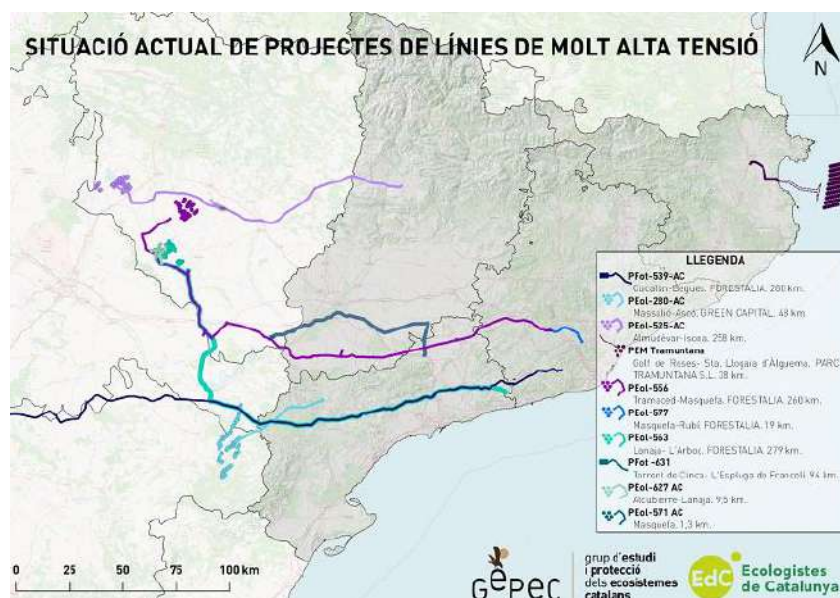 SITUACIÓ ACTUAL DE PROJECTES DE LÍNIES DE MOLT ALTA TENSIÓ
N
LLEGENDA
PFot-539-AC
Begues. FORESTALIA. 200 km.
PEol-280-AC
Massalió-Ascó. GREEN CAPITAL. 48 km.
PEol-525-AC
Almudévar-Isona. 258 km.
PEM Tramuntana
Golf de Roses- Sta. Llogaia d'Àlguema. PARC
TRAMUNTANA S.L. 38 km.
PEol-556
Tramaced-Masquefa. FORESTALIA. 260 km.
PEol-577
Masquefa-Rubí. FORESTALIA. 19 km.
PEol-563
Lanaja- L'Arboç. FORESTALIA. 279 km.
PFot -631
Torrent de Cinca- L'Espluga de Francolí. 94 km.
PEol-627 AC
Alcubierre-Lanaja. 9,5 km.
PEol-571 AC
Masquefa. 1,3 km.
0 25 50 75 100 km
GEPEC
grup d'estudi
i protecció
dels ecosistemes
catalans
EdC
Ecologistes
de Catalunya